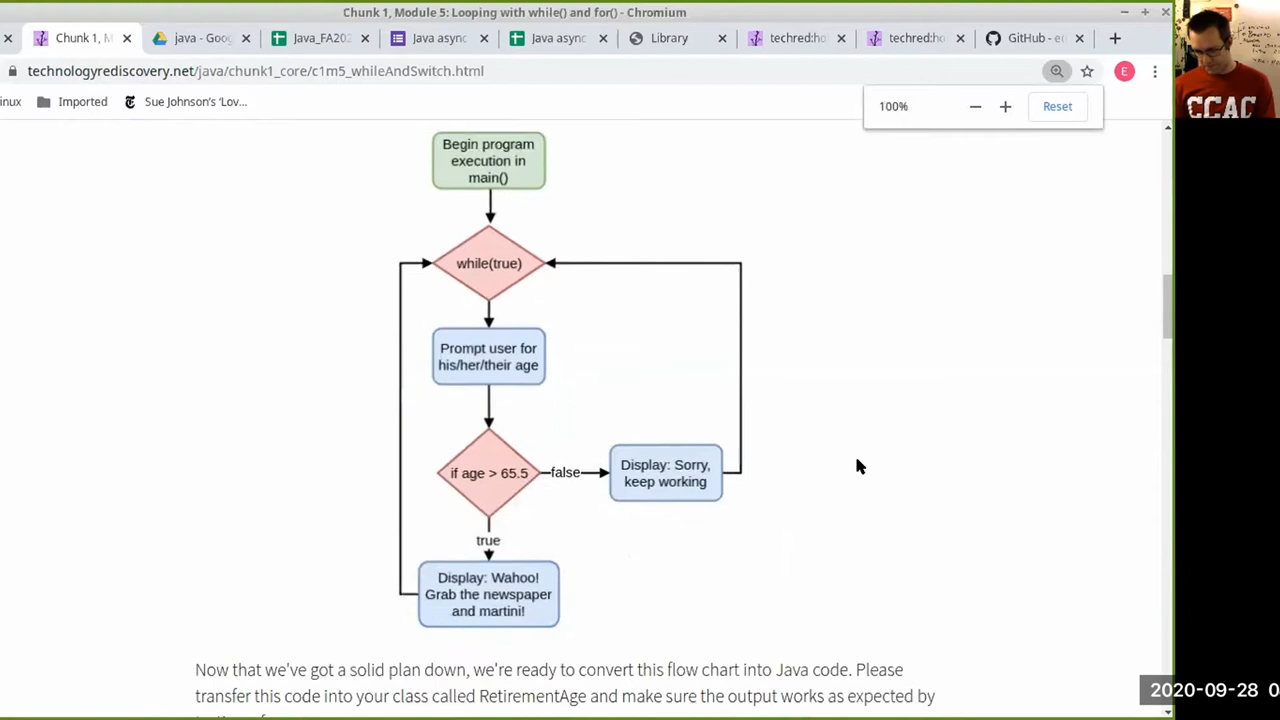 Chunk 1, Module 5: Looping with while() and for() - Chromium
Chunk 1, M
java - Goog
Java_FA202
Java async
Java async
Library
techred:ho
techred:ho
GitHub - e
technologyrediscovery.net/java/chunk1_core/c1m5_whileAndSwitch.html
E
inux
Imported
Sue Johnson's 'Lov...
100%
Reset
CCAC
Begin program
execution in
main()
while(true)
Prompt user for
his/her/their age
if age > 65.5
false
Display: Sorry,
keep working
true
Display: Wahoo!
Grab the newspaper
and martini!
Now that we've got a solid plan down, we're ready to convert this flow chart into Java code. Please
transfer this code into your class called RetirementAge and make sure the output works as expected by
2020-09-28 0